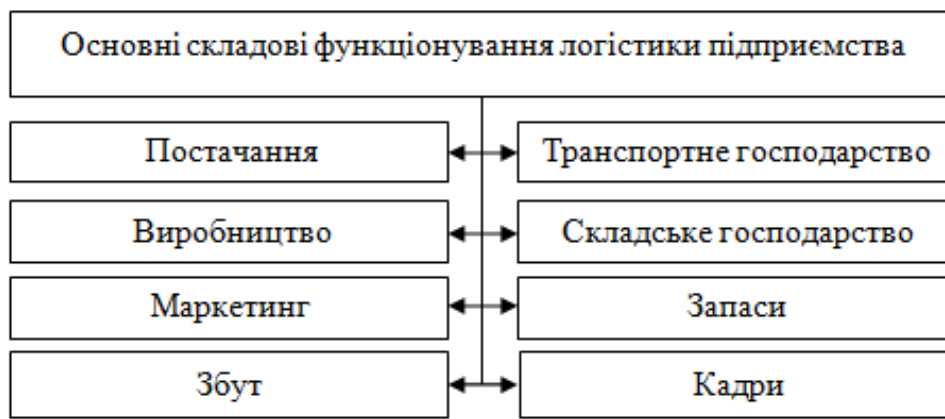 Основні складові функціонування логістики підприємства
Постачання
Транспортне господарство
Виробництво
Складське господарство
Маркетинг
Запаси
Збут
Кадри